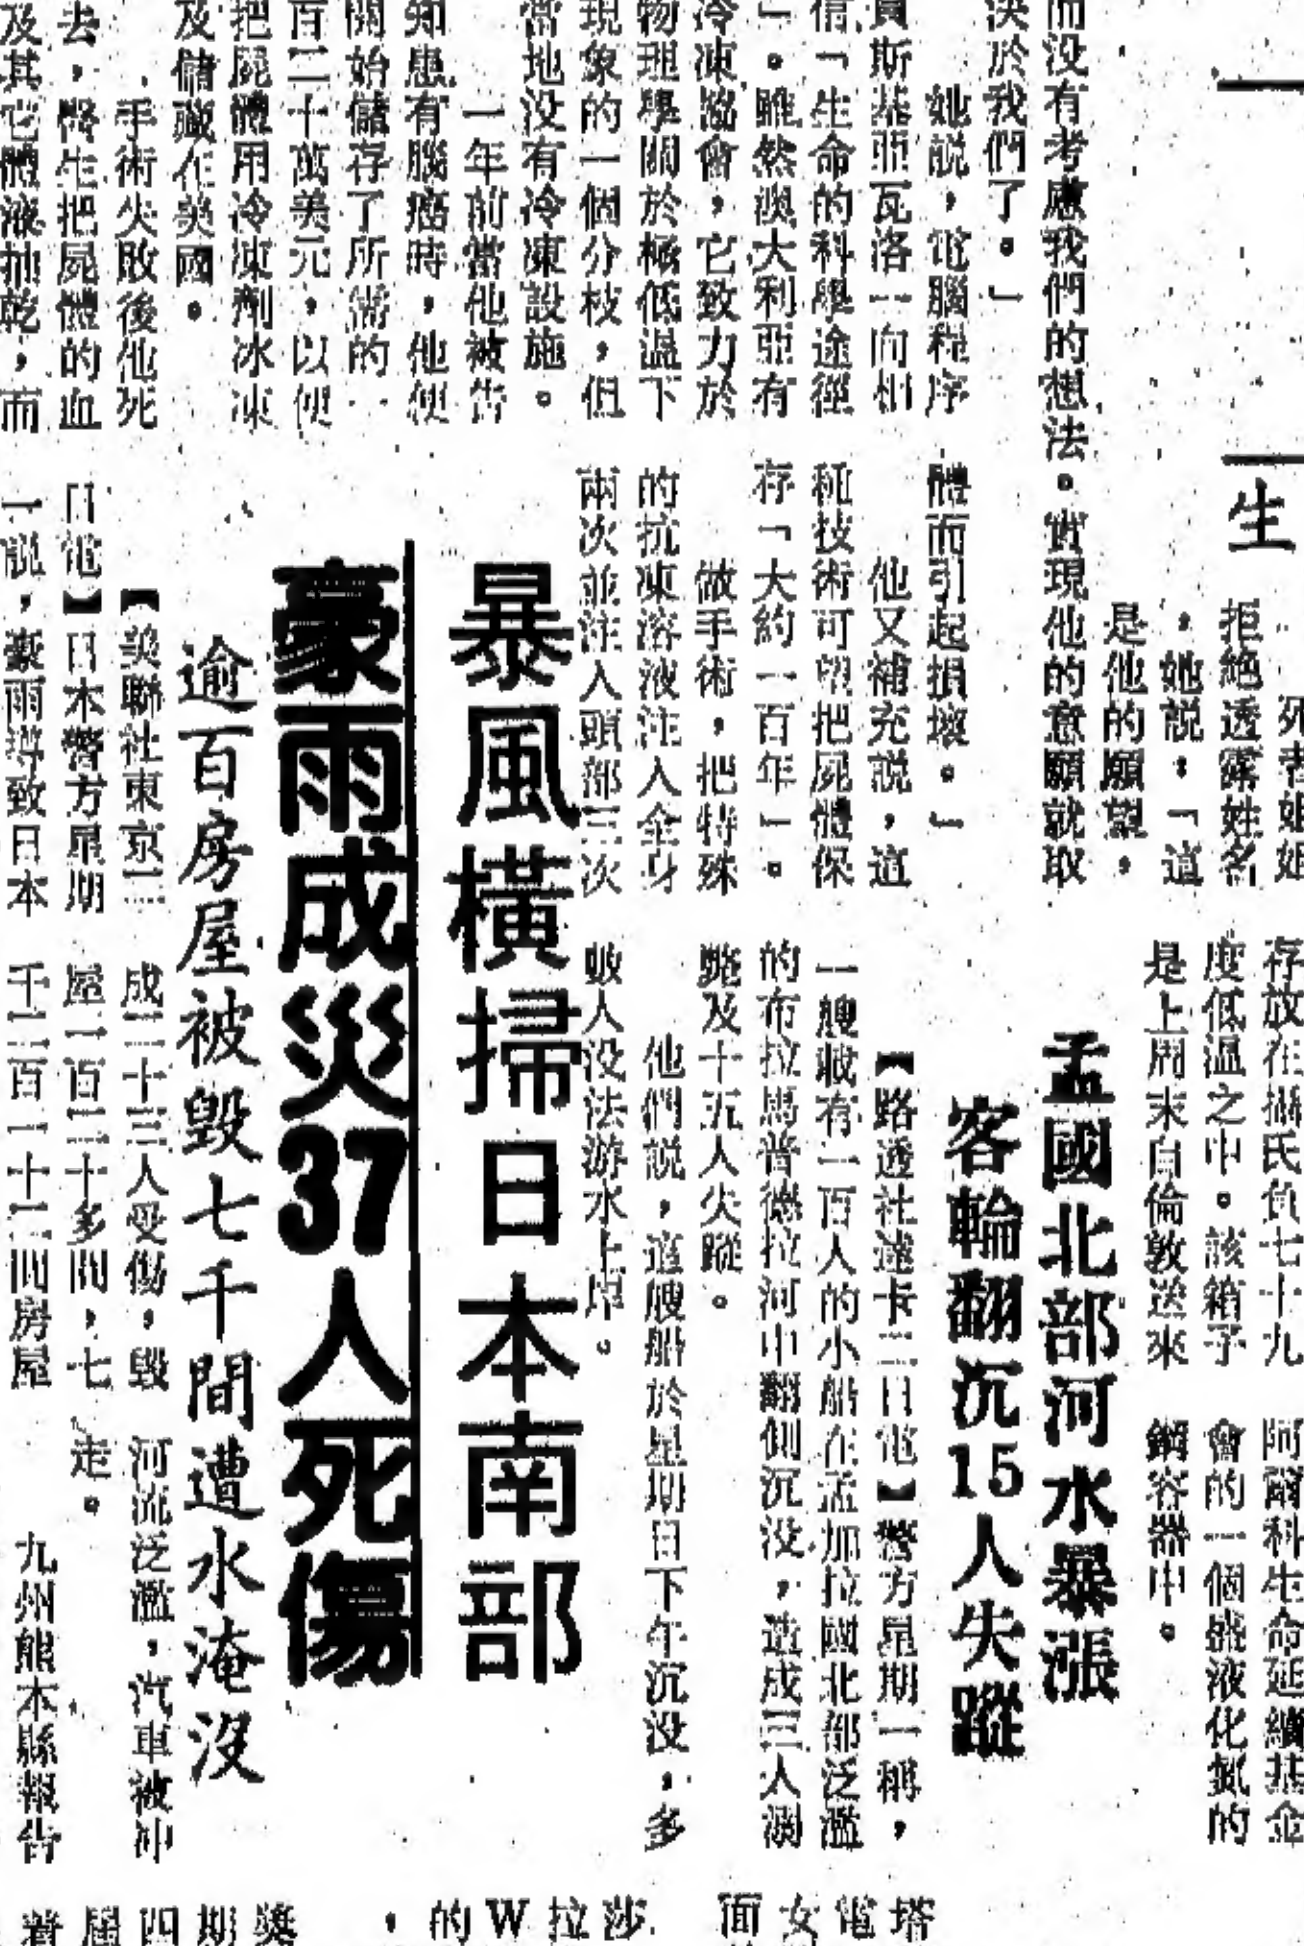 生
死者姐姐
拒絕透露姓名
，她說：「這
是他的願望，
而没有考慮我們的想法。實現他的意願就取
決於我們了。」
她說，電腦程序
員斯基亞瓦洛一向相
信「生命的科學途徑
」。雖然澳大利亞有
冷凍協會，它致力於
物理學關於極低溫下
現象的一個分枝，但
當地没有冷凍設施。
一年前當他被告
知患有腦癌時，他便
開始儲存了所需的
百二十萬美元，以便
把屍體用冷凍劑冰凍
及儲藏在美國。
手術失敗後他死
去，醫生把屍體的血
及其它體液抽乾，而
體而引起損壞。」
他又補充說，這
種技術可望把屍體保
存「大約一百年」。
做手術，把特殊
的抗凍溶液注入全身
兩次並注入頭部三次
存放在攝氏負七十九
度低溫之中。該箱子
是上周末自倫敦送來
阿爾科生命延續基金
會的一個盛液化氮的
鋼容器中。
孟國北部河水暴漲
客輪翻沉15人失蹤
【路透社達卡二日電】警方星期一稱，
一艘載有一百人的小船在孟加拉國北部泛濫
的布拉馬普德拉河中翻側沉没，造成三人溺
斃及十五人失蹤。
他們說，這艘船於星期日下午沉没，多
數人没法游水上岸。
暴風橫掃日本南部
豪雨成災37人死傷
逾百房屋被毀七千間遭水淹没
【美聯社東京二
日電】日本警方星期
一說，豪雨導致日本
成三十三人受傷，毀
屋一百三十多間，七
千二百一十二間房屋
河流泛濫，汽車被冲
走。
九州熊本縣報告
塔
電
女
面
莎
拉
W
的
，
獎
期
四
屆
着